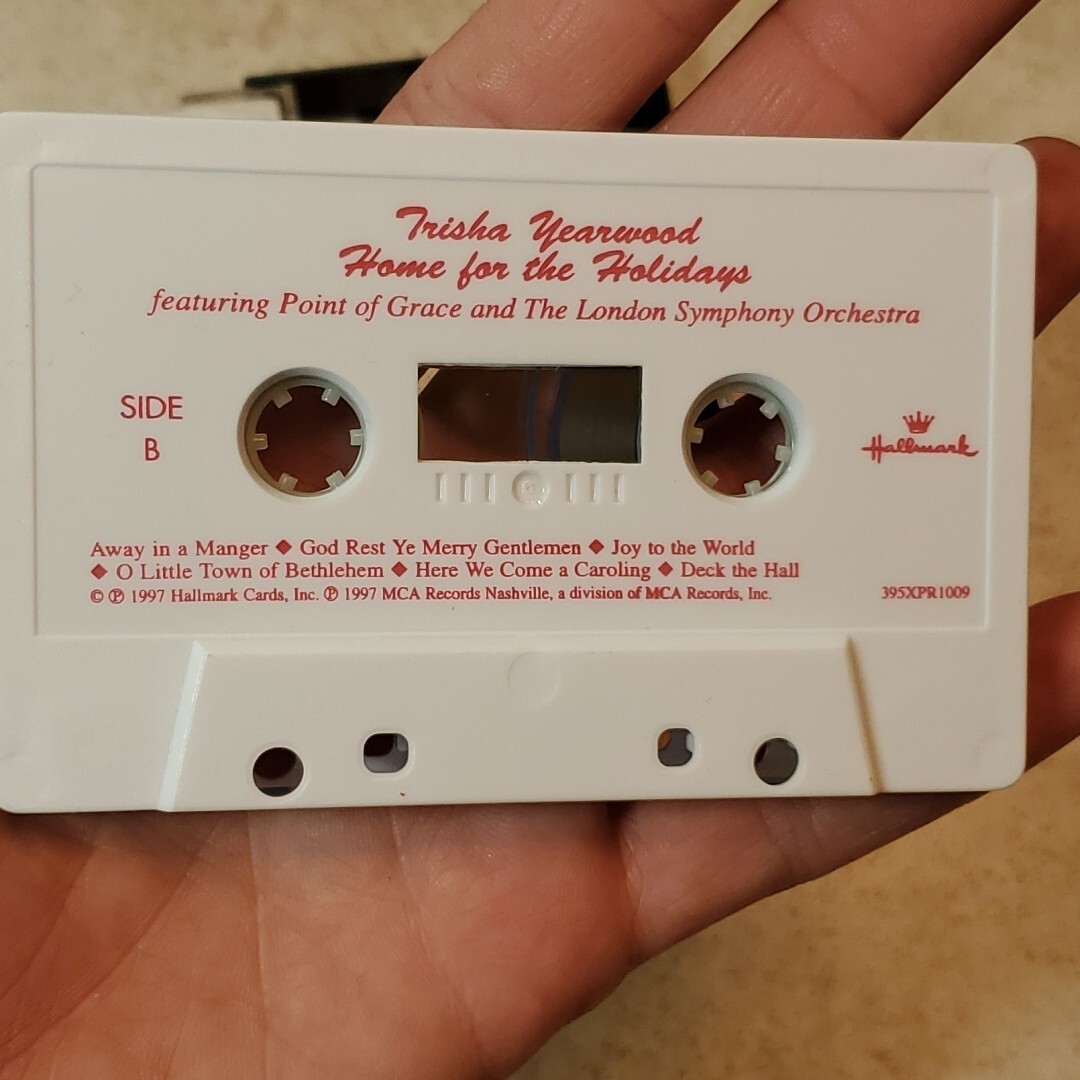 Trisha Yearwood
Home for the Holidays
featuring Point of Grace and The London Symphony Orchestra
SIDE
B
Hallmark
Away in a Manger ◆ God Rest Ye Merry Gentlemen ◆ Joy to the World
◆ O Little Town of Bethlehem ◆ Here We Come a Caroling ◆ Deck the Hall
© ℗ 1997 Hallmark Cards, Inc. ℗ 1997 MCA Records Nashville, a division of MCA Records, Inc.
395XPR1009